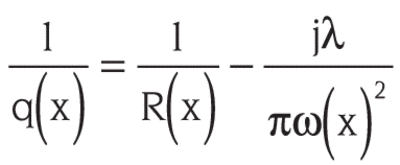 1/q(x) = 1/R(x) − jλ/πω(x)²